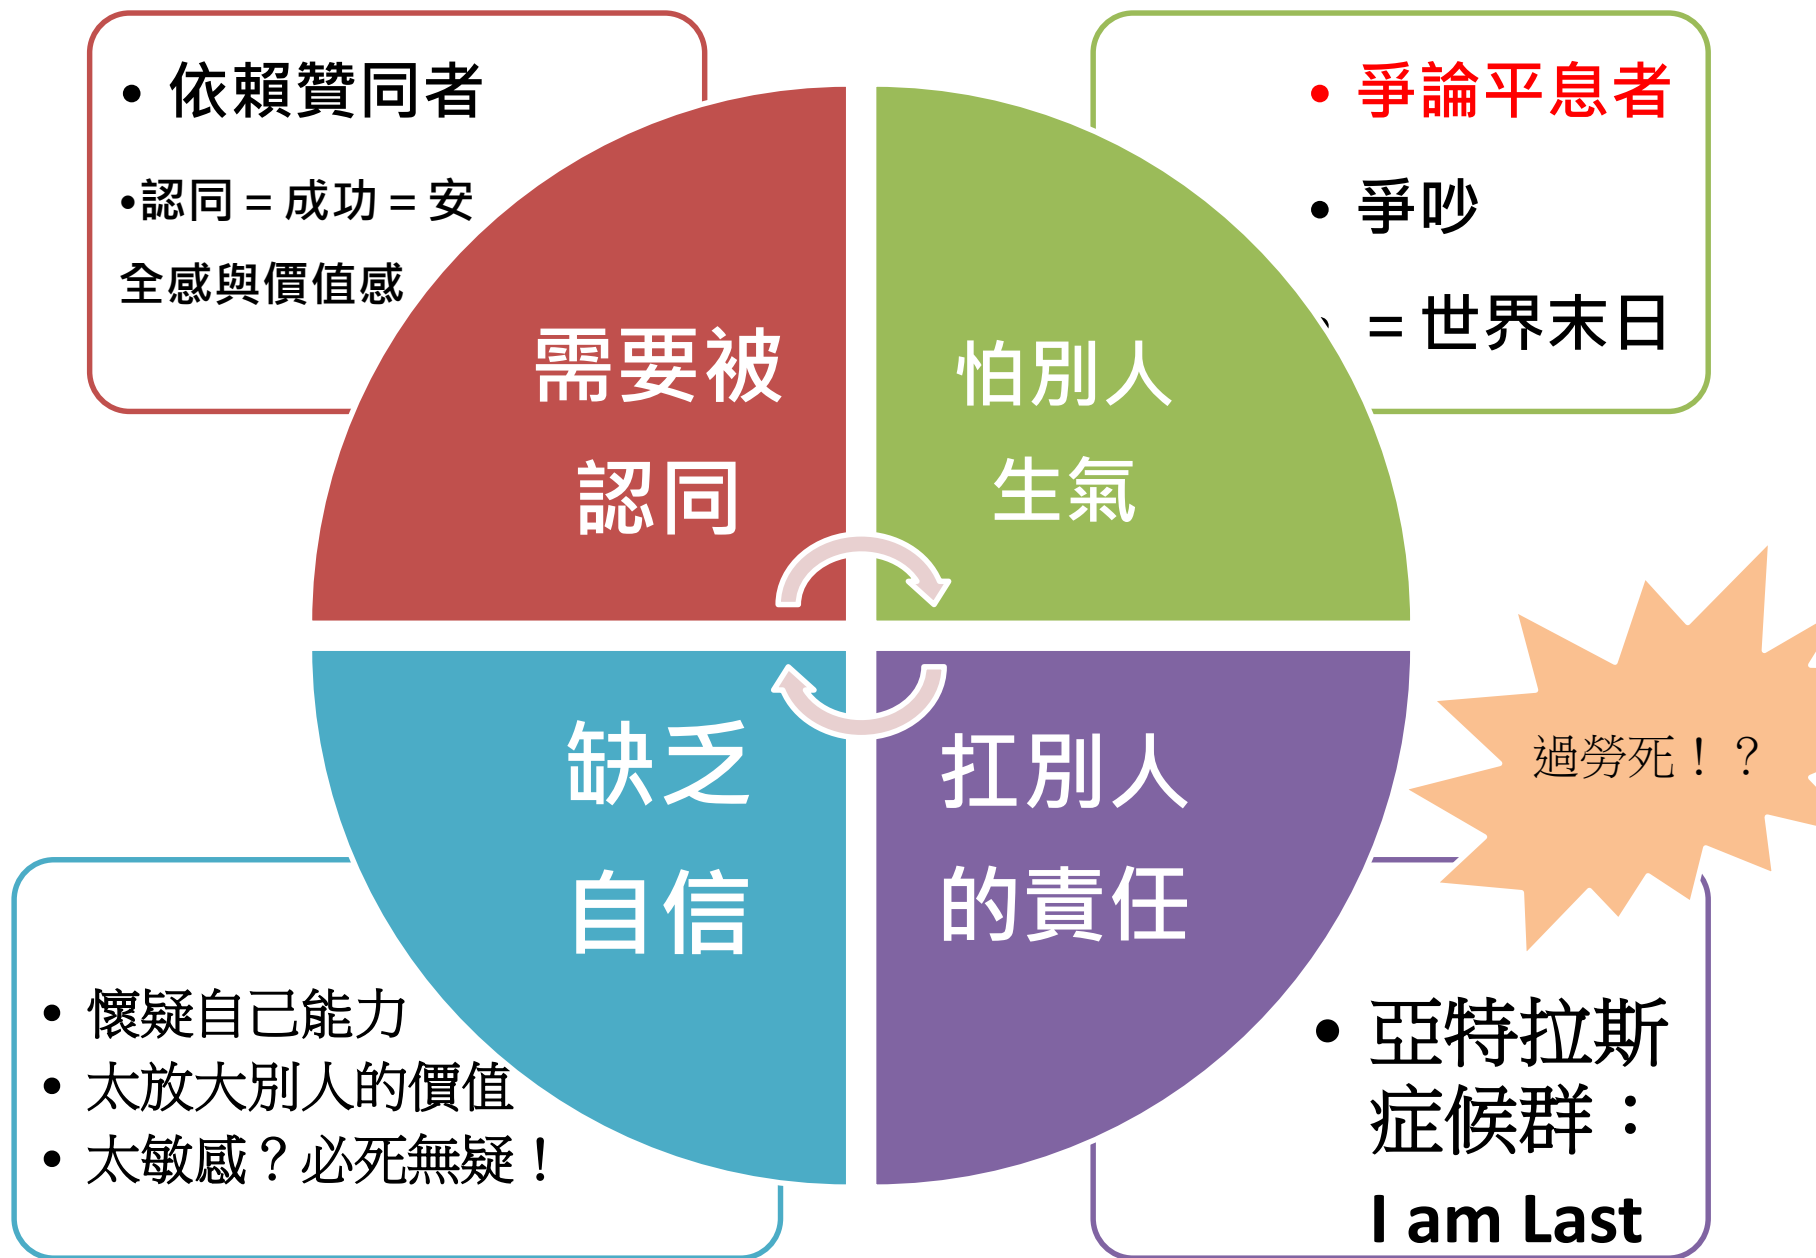 • 依賴贊同者
•認同 = 成功 = 安
全感與價值感
• 爭論平息者
• 爭吵
• = 世界末日
需要被
認同
怕別人
生氣
缺乏
自信
扛別人
的責任
過勞死！？
• 懷疑自己能力
• 太放大別人的價值
• 太敏感？必死無疑！
• 亞特拉斯
症候群：
I am Last